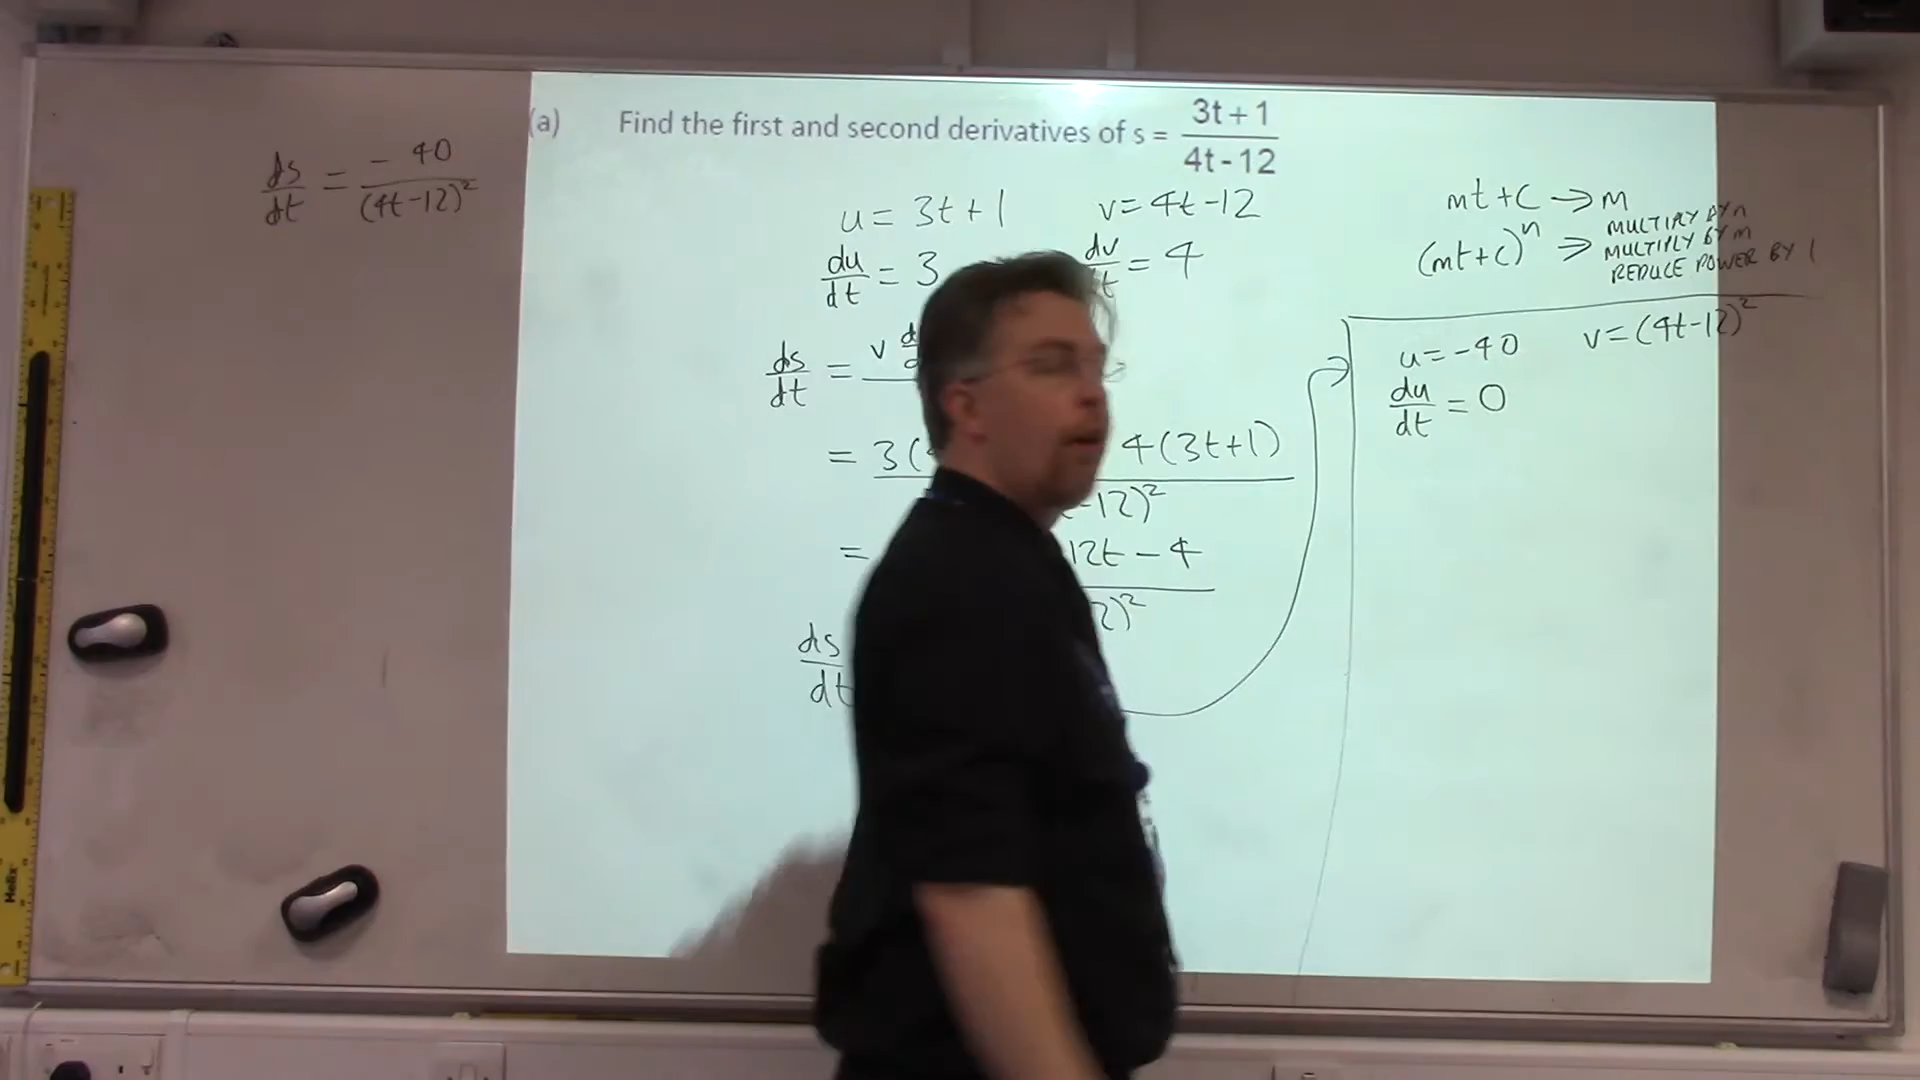 (a) Find the first and second derivatives of s = (3t + 1)/(4t - 12)
ds/dt = - 40/(4t-12)²
u = 3t + 1 v = 4t - 12
du/dt = 3 dv/dt = 4
ds/dt = v
= 3( 4(3t+1)
-12)²
= 12t - 4
2)²
ds/dt
mt + c → m
(mt + c)ⁿ ⇒ MULTIPLY BY n
MULTIPLY BY m
REDUCE POWER BY 1
u = -40 v = (4t-12)²
du/dt = 0
Helix